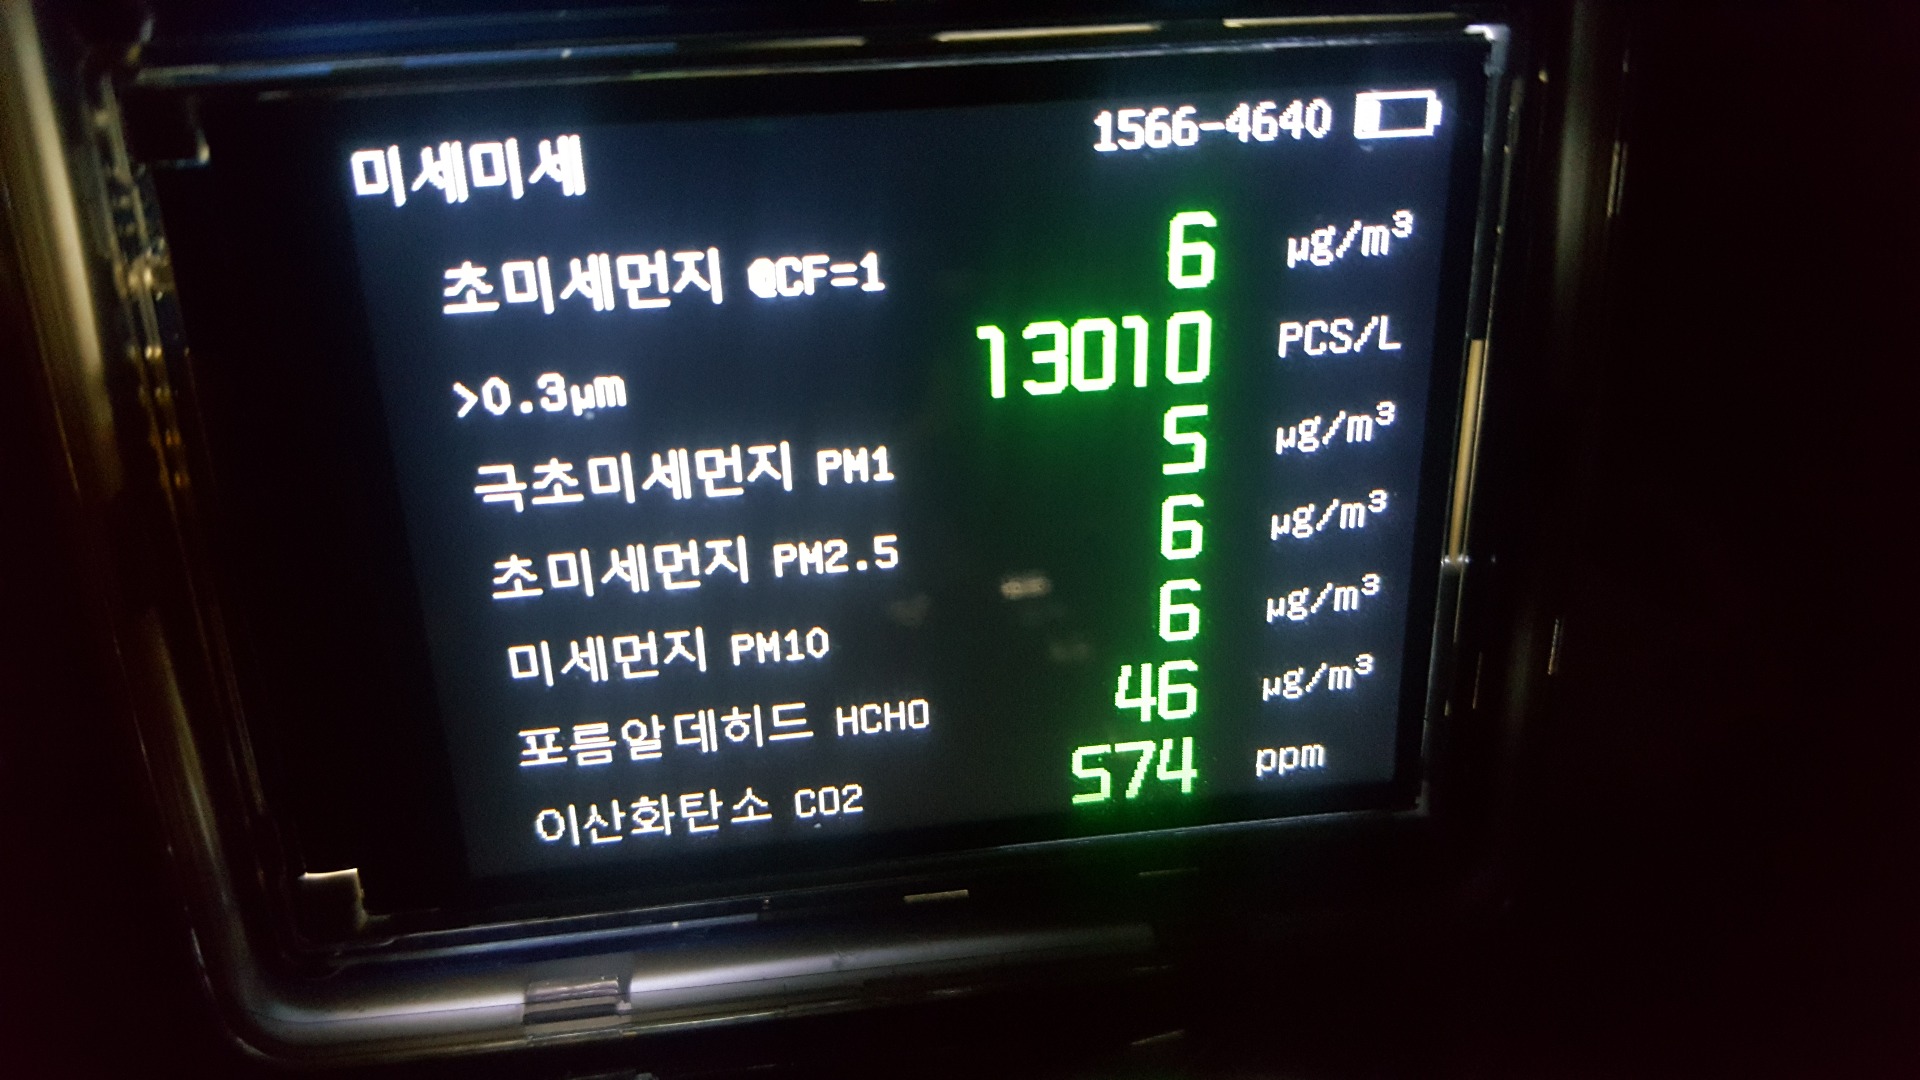 미세미세 1566-4640
초미세먼지 @CF=1 6 µg/m³
>0.3µm 13010 PCS/L
극초미세먼지 PM1 5 µg/m³
초미세먼지 PM2.5 6 µg/m³
미세먼지 PM10 6 µg/m³
포름알데히드 HCHO 46 µg/m³
이산화탄소 CO2 574 ppm